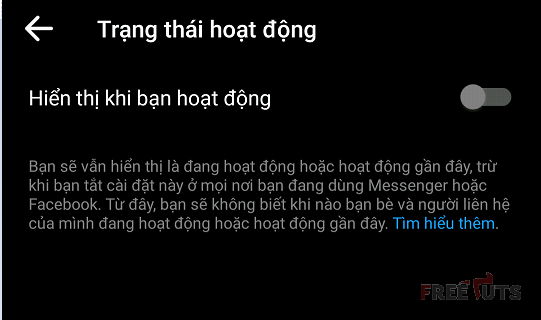 Trạng thái hoạt động
Hiển thị khi bạn hoạt động
Bạn sẽ vẫn hiển thị là đang hoạt động hoặc hoạt động gần đây, trừ
khi bạn tắt cài đặt này ở mọi nơi bạn đang dùng Messenger hoặc
Facebook. Từ đây, bạn sẽ không biết khi nào bạn bè và người liên hệ
của mình đang hoạt động hoặc hoạt động gần đây. Tìm hiểu thêm.
FREETUTS